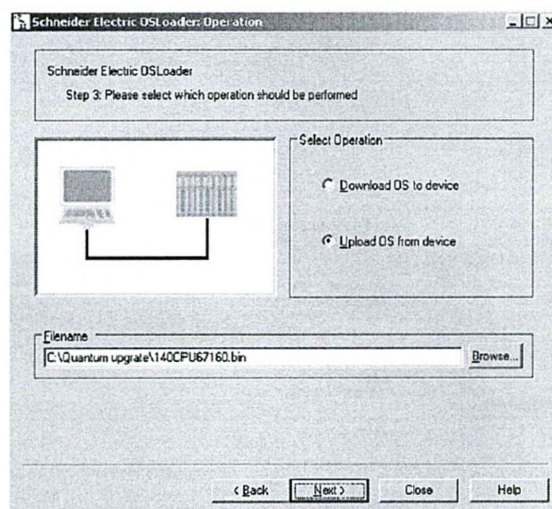 Schneider Electric OSLoader: Operation
Schneider Electric OSLoader
Step 3: Please select which operation should be performed
Select Operation
Download OS to device
Upload OS from device
Filename
C:\Quantum upgrate\140CPU67160.bin
Browse...
< Back
Next >
Close
Help